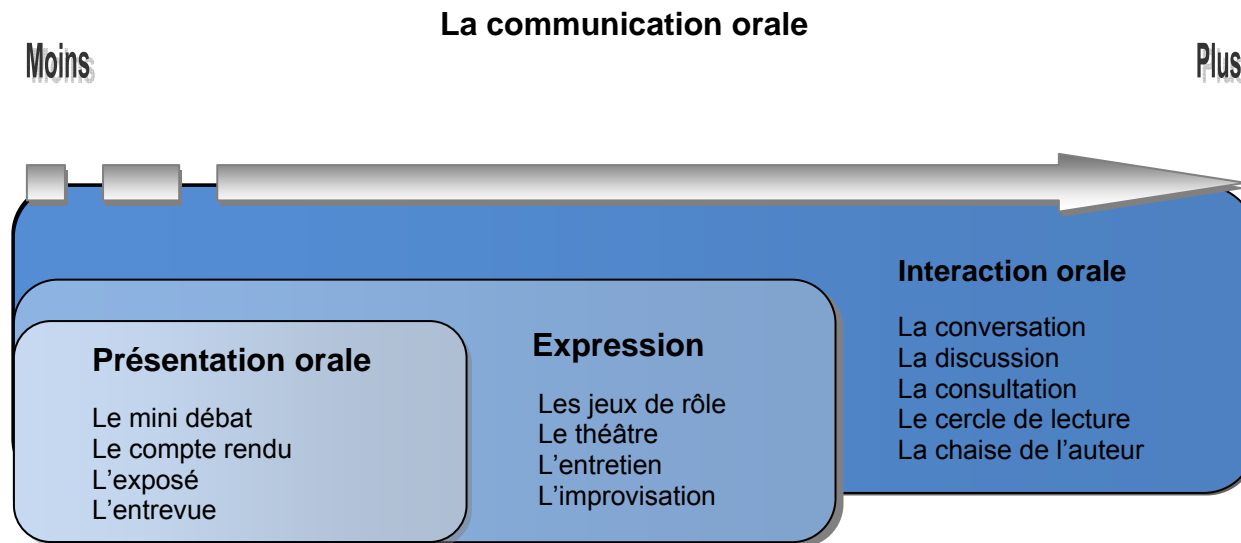 La communication orale
Moins
Plus
Présentation orale
Le mini débat
Le compte rendu
L'exposé
L'entrevue
Expression
Les jeux de rôle
Le théâtre
L'entretien
L'improvisation
Interaction orale
La conversation
La discussion
La consultation
Le cercle de lecture
La chaise de l'auteur